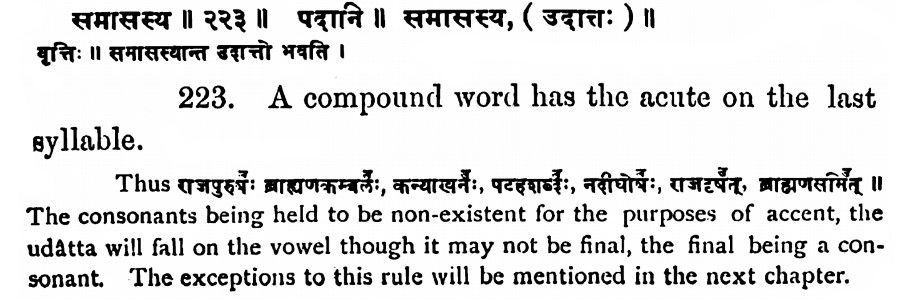 समासस्य ॥ २२३ ॥ पदानि ॥ समासस्य, ( उदात्तः ) ॥
वृत्तिः ॥ समासस्यान्त उदात्तो भवति ।
223. A compound word has the acute on the last
syllable.
Thus राजपुरुषः॑ ब्राह्मणकम्बलः॑, कन्यास्वनः॑, पटहशब्दः॑, नदीघोषः॑, राजदृष॑त्, ब्राह्मणसमि॑त् ॥
The consonants being held to be non-existent for the purposes of accent, the
udâtta will fall on the vowel though it may not be final, the final being a con-
sonant. The exceptions to this rule will be mentioned in the next chapter.